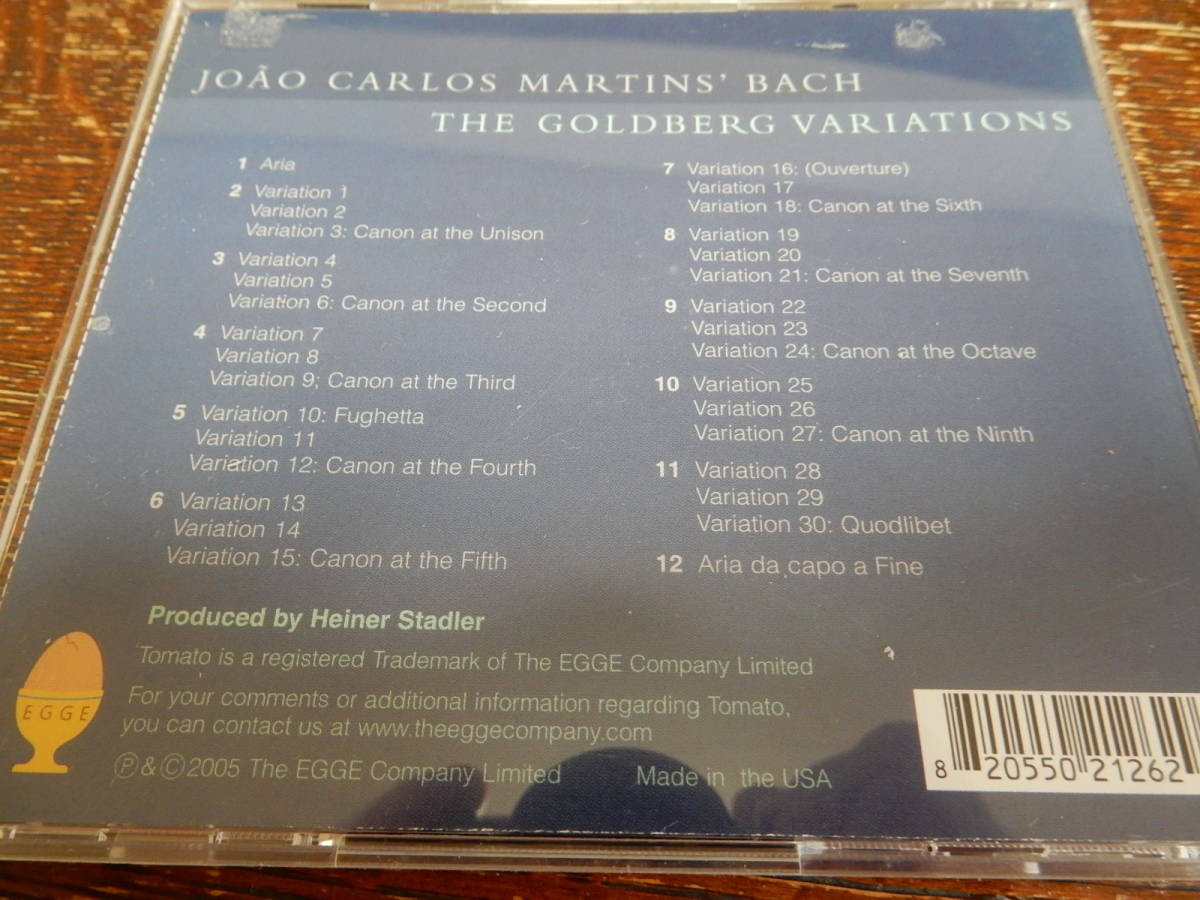 JOÃO CARLOS MARTINS' BACH
THE GOLDBERG VARIATIONS
1 Aria
2 Variation 1
Variation 2
Variation 3: Canon at the Unison
3 Variation 4
Variation 5
Variation 6: Canon at the Second
4 Variation 7
Variation 8
Variation 9; Canon at the Third
5 Variation 10: Fughetta
Variation 11
Variation 12: Canon at the Fourth
6 Variation 13
Variation 14
Variation 15: Canon at the Fifth
7 Variation 16: (Ouverture)
Variation 17
Variation 18: Canon at the Sixth
8 Variation 19
Variation 20
Variation 21: Canon at the Seventh
9 Variation 22
Variation 23
Variation 24: Canon at the Octave
10 Variation 25
Variation 26
Variation 27: Canon at the Ninth
11 Variation 28
Variation 29
Variation 30: Quodlibet
12 Aria da capo a Fine
Produced by Heiner Stadler
Tomato is a registered Trademark of The EGGE Company Limited
For your comments or additional information regarding Tomato,
you can contact us at www.theeggecompany.com
Ⓟ&Ⓒ2005 The EGGE Company Limited
Made in the USA
EGGE
8 20550 21262